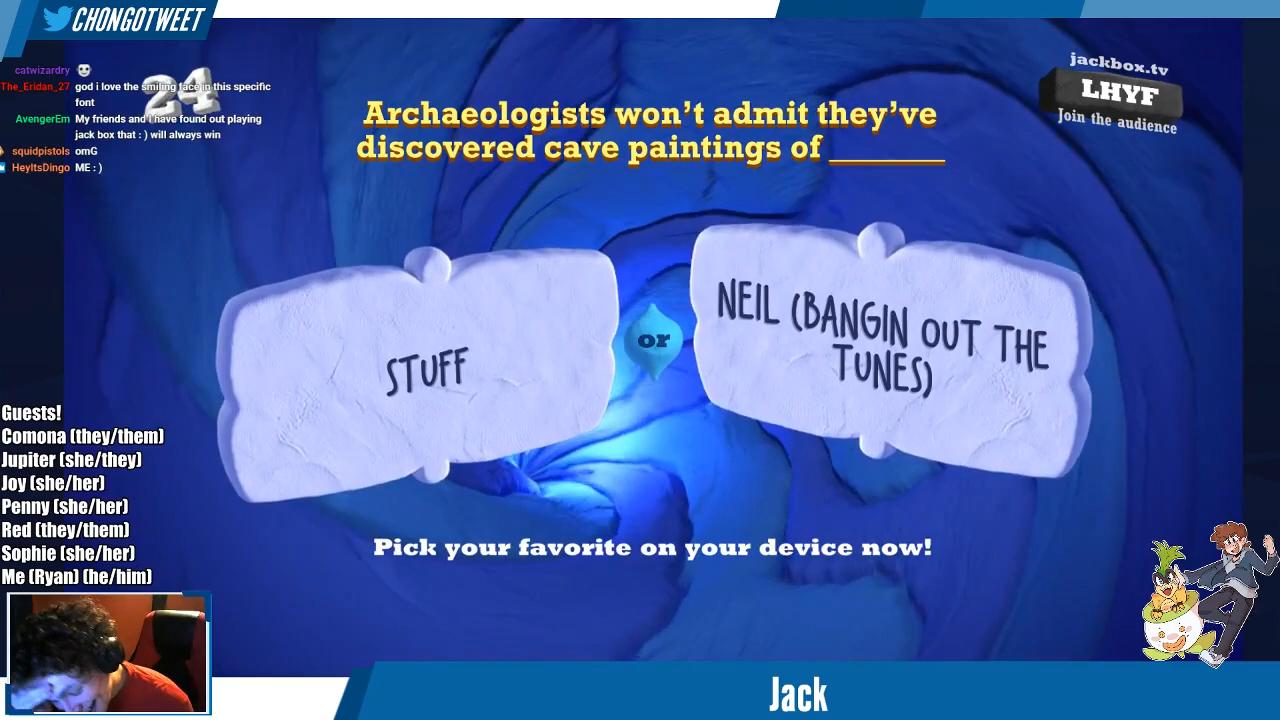 CHONGOTWEET
catwizardry
The_Eridan_27 god i love the smiling face in this specific
font
AvengerEm My friends and I have found out playing
jack box that : ) will always win
squidpistols omG
HeyItsDingo ME : )
24
Archaeologists won't admit they've
discovered cave paintings of _______
jackbox.tv
LHYF
Join the audience
STUFF
or
NEIL (BANGIN OUT THE
TUNES)
Pick your favorite on your device now!
Guests!
Comona (they/them)
Jupiter (she/they)
Joy (she/her)
Penny (she/her)
Red (they/them)
Sophie (she/her)
Me (Ryan) (he/him)
Jack